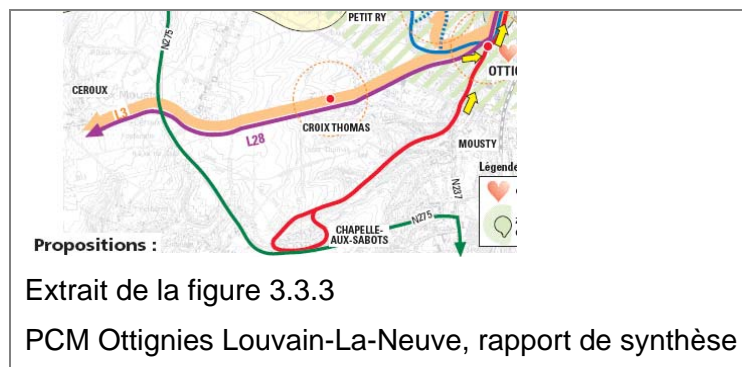 PETIT RY
N275
OTTIG
CEROUX
L3
CROIX THOMAS
L28
MOUSTY
Légende
N237
CHAPELLE-
AUX-SABOTS
N275
Propositions :
Extrait de la figure 3.3.3
PCM Ottignies Louvain-La-Neuve, rapport de synthèse